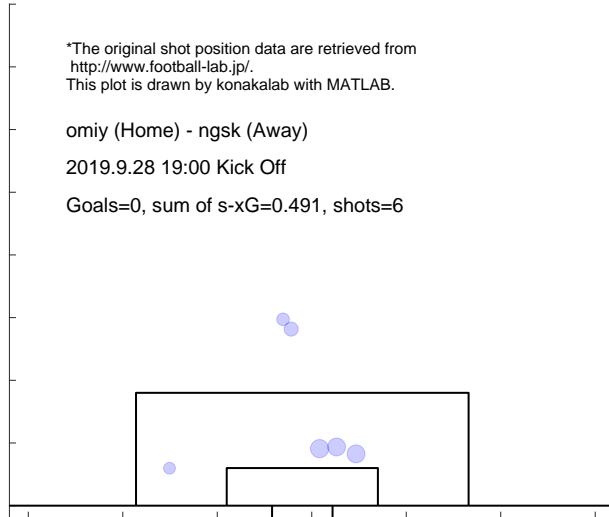 *The original shot position data are retrieved from
http://www.football-lab.jp/.
This plot is drawn by konakalab with MATLAB.
omiy (Home) - ngsk (Away)
2019.9.28 19:00 Kick Off
Goals=0, sum of s-xG=0.491, shots=6